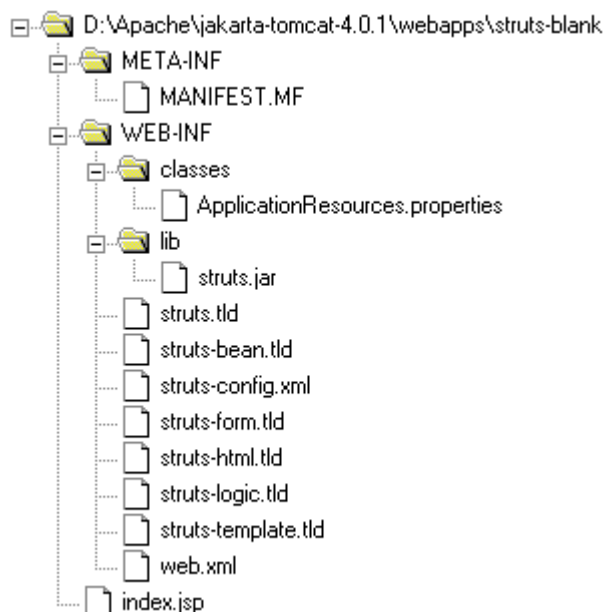 D:\Apache\jakarta-tomcat-4.0.1\webapps\struts-blank
META-INF
MANIFEST.MF
WEB-INF
classes
ApplicationResources.properties
lib
struts.jar
struts.tld
struts-bean.tld
struts-config.xml
struts-form.tld
struts-html.tld
struts-logic.tld
struts-template.tld
web.xml
index.jsp